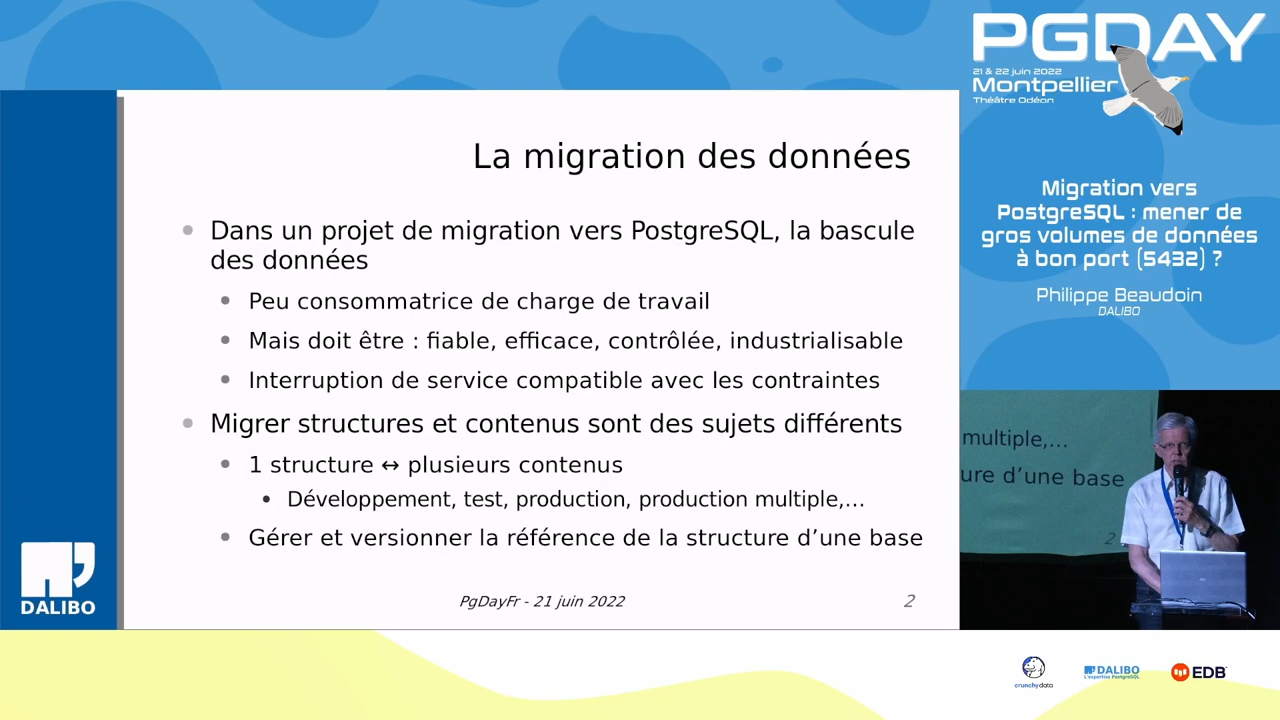 La migration des données
Dans un projet de migration vers PostgreSQL, la bascule
des données
Peu consommatrice de charge de travail
Mais doit être : fiable, efficace, contrôlée, industrialisable
Interruption de service compatible avec les contraintes
Migrer structures et contenus sont des sujets différents
1 structure ↔ plusieurs contenus
Développement, test, production, production multiple,…
Gérer et versionner la référence de la structure d’une base
PgDayFr - 21 juin 2022
2
DALIBO
PGDAY
21 & 22 juin 2022
Montpellier
Théâtre Odéon
Migration vers
PostgreSQL : mener de
gros volumes de données
à bon port (5432) ?
Philippe Beaudoin
DALIBO
multiple,…
ure d’une base
2
crunchydata
DALIBO
L'expertise PostgreSQL
EDB